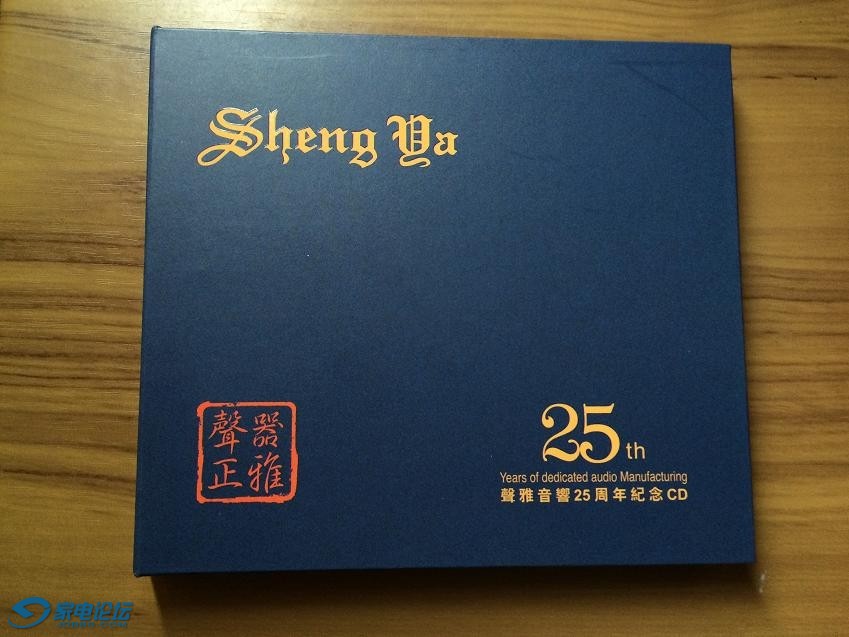 Sheng Ya
聲器
正雅
25th
Years of dedicated audio Manufacturing
聲雅音響25周年紀念CD
家电论坛